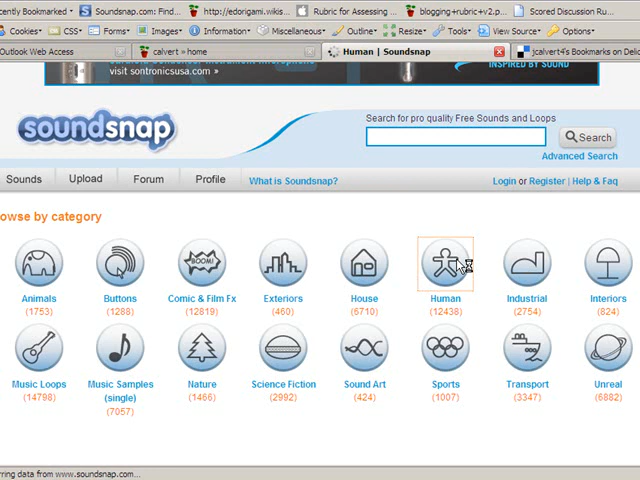 cently Bookmarked Soundsnap.com: Find... http://edorigami.wikis... Rubric for Assessing ... blogging+rubric+v2.p... Scored Discussion Ru...
Cookies CSS Forms Images Information Miscellaneous Outline Resize Tools View Source Options
Outlook Web Access calvert » home Human | Soundsnap jcalvert4's Bookmarks on Delic
visit sontronicsusa.com » INSPIRED BY SOUND
soundsnap
Search for pro quality Free Sounds and Loops
Search
Advanced Search
Sounds Upload Forum Profile What is Soundsnap? Login or Register | Help & Faq
owse by category
BOOM!
Animals Buttons Comic & Film Fx Exteriors House Human Industrial Interiors
(1753) (1288) (12819) (460) (6710) (12438) (2754) (824)
Music Loops Music Samples Nature Science Fiction Sound Art Sports Transport Unreal
(14798) (single) (1466) (2992) (424) (1007) (3347) (6882)
(7057)
rring data from www.soundsnap.com...